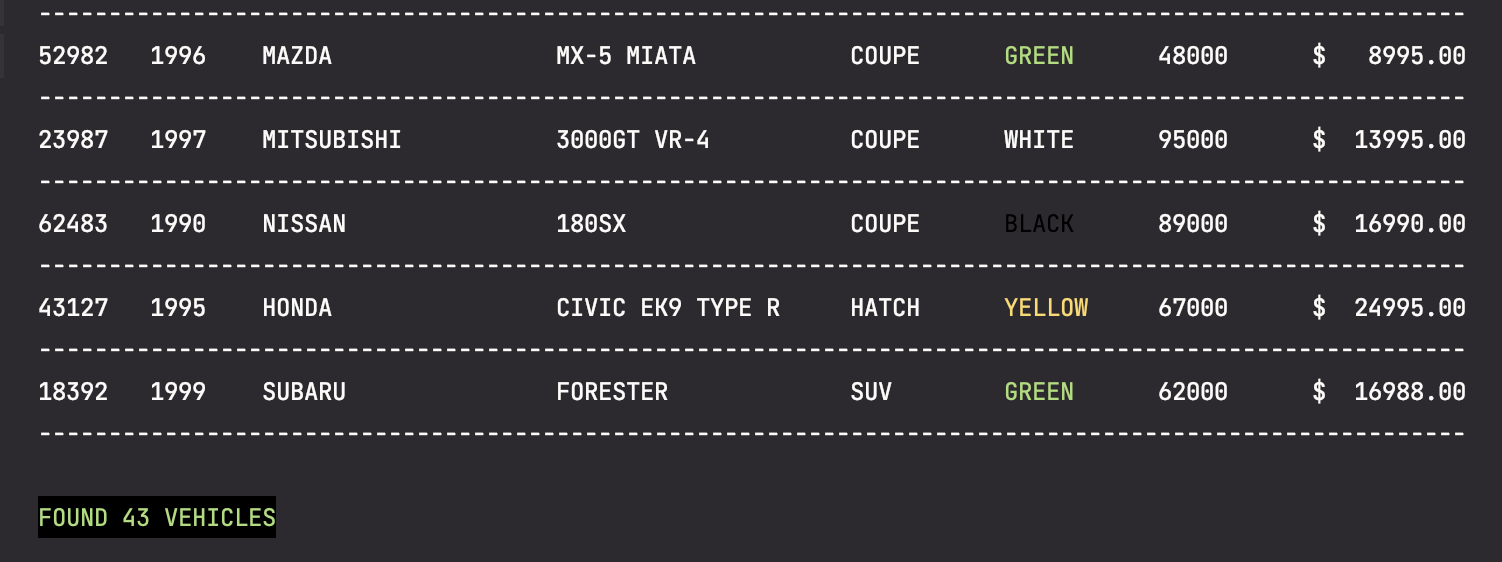 --------------------------------------------------------------------------------
52982 1996 MAZDA MX-5 MIATA COUPE GREEN 48000 $ 8995.00
--------------------------------------------------------------------------------
23987 1997 MITSUBISHI 3000GT VR-4 COUPE WHITE 95000 $ 13995.00
--------------------------------------------------------------------------------
62483 1990 NISSAN 180SX COUPE BLACK 89000 $ 16990.00
--------------------------------------------------------------------------------
43127 1995 HONDA CIVIC EK9 TYPE R HATCH YELLOW 67000 $ 24995.00
--------------------------------------------------------------------------------
18392 1999 SUBARU FORESTER SUV GREEN 62000 $ 16988.00
--------------------------------------------------------------------------------
FOUND 43 VEHICLES